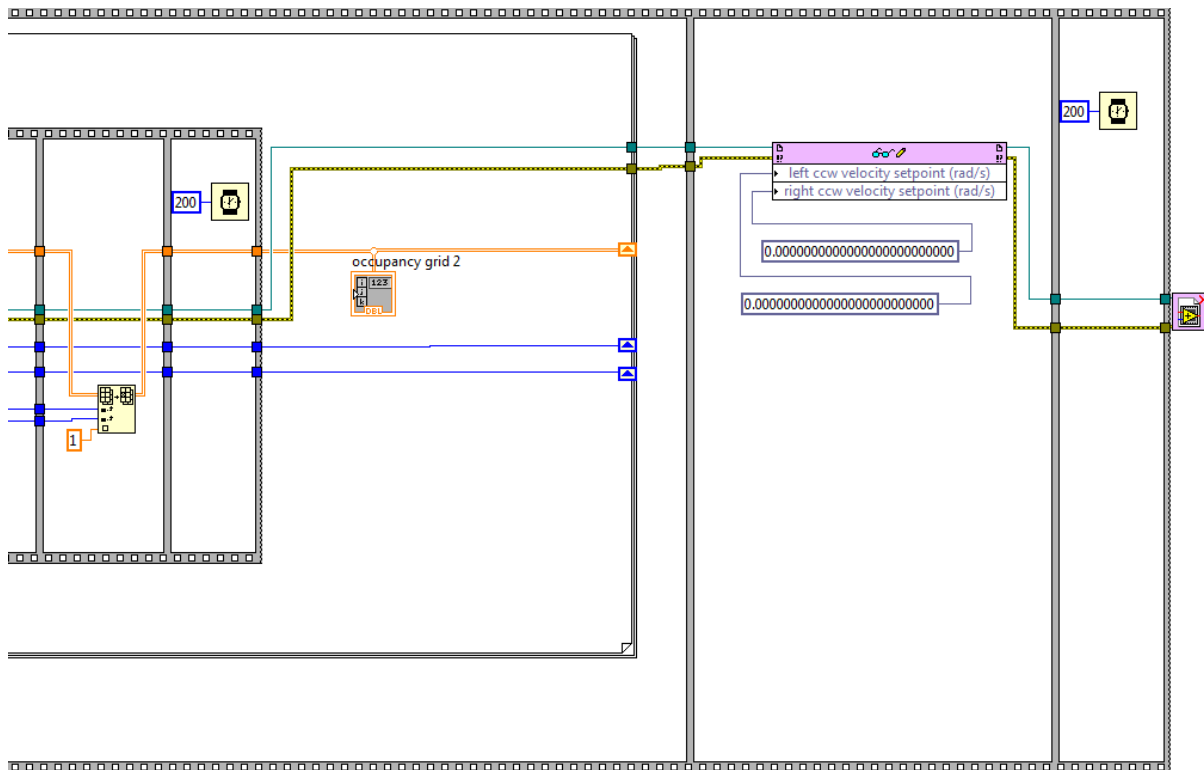 200
200
left ccw velocity setpoint (rad/s)
right ccw velocity setpoint (rad/s)
0.0000000000000000000000000
occupancy grid 2
i 123
j
k
DBL
0.0000000000000000000000000
1